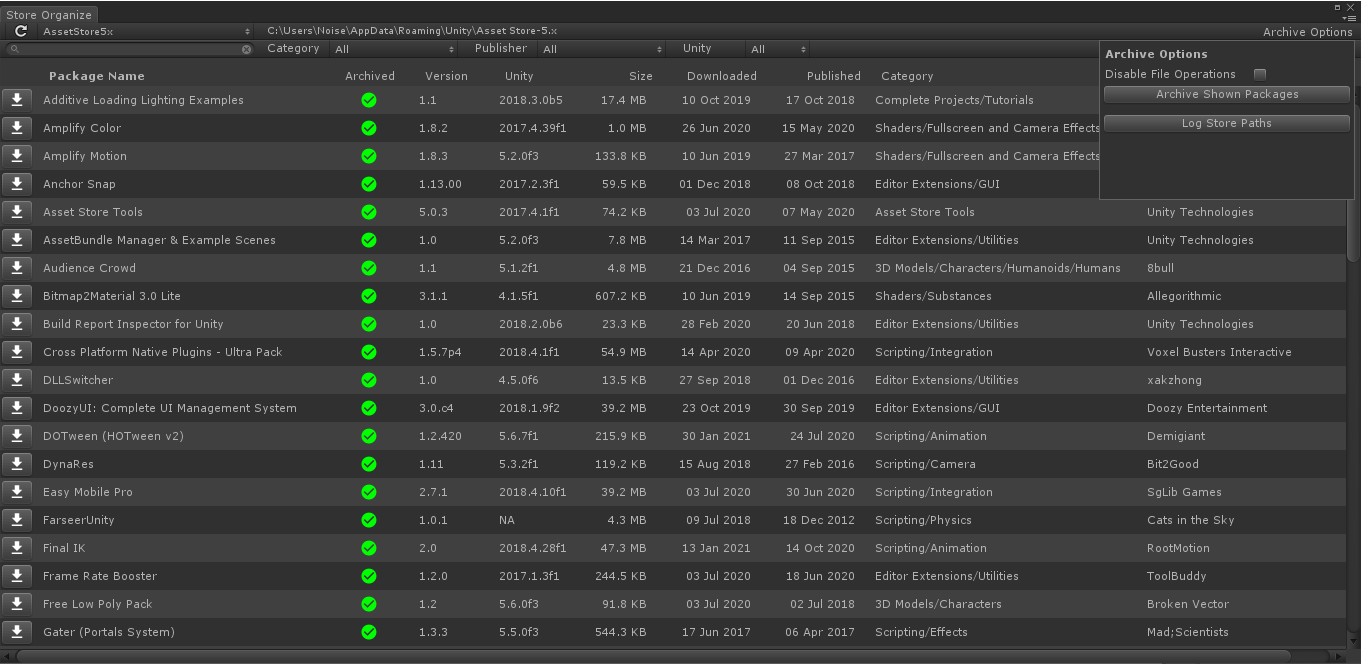 Store Organize
AssetStore5x C:\Users\Noise\AppData\Roaming\Unity\Asset Store-5.x Archive Options
Category All Publisher All Unity All
Archive Options
Disable File Operations
Archive Shown Packages
Log Store Paths
Package Name Archived Version Unity Size Downloaded Published Category
Additive Loading Lighting Examples 1.1 2018.3.0b5 17.4 MB 10 Oct 2019 17 Oct 2018 Complete Projects/Tutorials
Amplify Color 1.8.2 2017.4.39f1 1.0 MB 26 Jun 2020 15 May 2020 Shaders/Fullscreen and Camera Effects
Amplify Motion 1.8.3 5.2.0f3 133.8 KB 10 Jun 2019 27 Mar 2017 Shaders/Fullscreen and Camera Effects
Anchor Snap 1.13.00 2017.2.3f1 59.5 KB 01 Dec 2018 08 Oct 2018 Editor Extensions/GUI
Asset Store Tools 5.0.3 2017.4.1f1 74.2 KB 03 Jul 2020 07 May 2020 Asset Store Tools Unity Technologies
AssetBundle Manager & Example Scenes 1.0 5.2.0f3 7.8 MB 14 Mar 2017 11 Sep 2015 Editor Extensions/Utilities Unity Technologies
Audience Crowd 1.1 5.1.2f1 4.8 MB 21 Dec 2016 04 Sep 2015 3D Models/Characters/Humanoids/Humans 8bull
Bitmap2Material 3.0 Lite 3.1.1 4.1.5f1 607.2 KB 10 Jun 2019 14 Sep 2015 Shaders/Substances Allegorithmic
Build Report Inspector for Unity 1.0 2018.2.0b6 23.3 KB 28 Feb 2020 20 Jun 2018 Editor Extensions/Utilities Unity Technologies
Cross Platform Native Plugins - Ultra Pack 1.5.7p4 2018.4.1f1 54.9 MB 14 Apr 2020 09 Apr 2020 Scripting/Integration Voxel Busters Interactive
DLLSwitcher 1.0 4.5.0f6 13.5 KB 27 Sep 2018 01 Dec 2016 Editor Extensions/Utilities xakzhong
DoozyUI: Complete UI Management System 3.0.c4 2018.1.9f2 39.2 MB 23 Oct 2019 30 Sep 2019 Editor Extensions/GUI Doozy Entertainment
DOTween (HOTween v2) 1.2.420 5.6.7f1 215.9 KB 30 Jan 2021 24 Jul 2020 Scripting/Animation Demigiant
DynaRes 1.11 5.3.2f1 119.2 KB 15 Aug 2018 27 Feb 2016 Scripting/Camera Bit2Good
Easy Mobile Pro 2.7.1 2018.4.10f1 39.2 MB 03 Jul 2020 30 Jun 2020 Scripting/Integration SgLib Games
FarseerUnity 1.0.1 NA 4.3 MB 09 Jul 2018 18 Dec 2012 Scripting/Physics Cats in the Sky
Final IK 2.0 2018.4.28f1 47.3 MB 13 Jan 2021 14 Oct 2020 Scripting/Animation RootMotion
Frame Rate Booster 1.2.0 2017.1.3f1 244.5 KB 03 Jul 2020 18 Jun 2020 Editor Extensions/Utilities ToolBuddy
Free Low Poly Pack 1.2 5.6.0f3 91.8 KB 03 Jul 2020 02 Jul 2018 3D Models/Characters Broken Vector
Gater (Portals System) 1.3.3 5.5.0f3 544.3 KB 17 Jun 2017 06 Apr 2017 Scripting/Effects Mad;Scientists